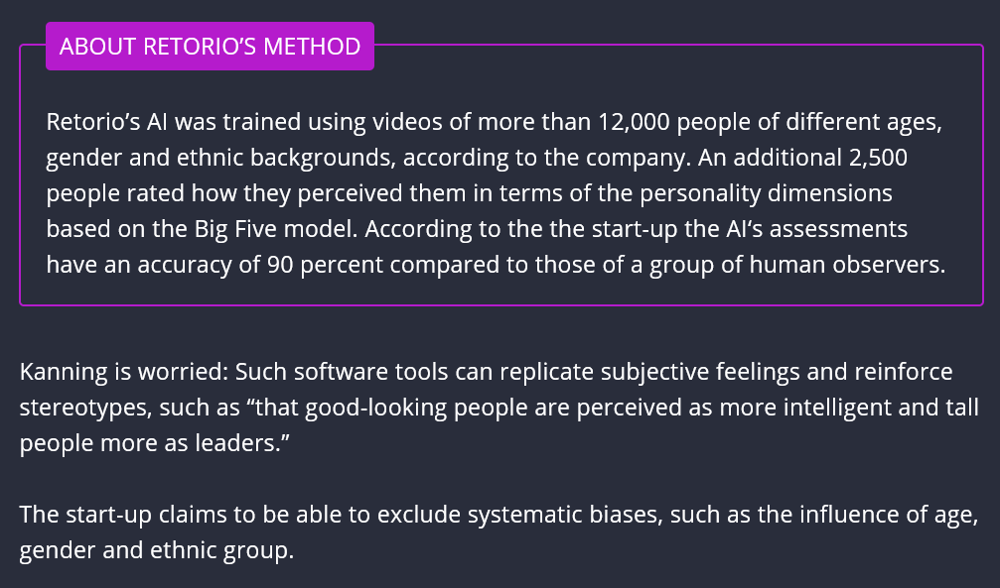 ABOUT RETORIO’S METHOD
Retorio’s AI was trained using videos of more than 12,000 people of different ages,
gender and ethnic backgrounds, according to the company. An additional 2,500
people rated how they perceived them in terms of the personality dimensions
based on the Big Five model. According to the the start-up the AI‘s assessments
have an accuracy of 90 percent compared to those of a group of human observers.
Kanning is worried: Such software tools can replicate subjective feelings and reinforce
stereotypes, such as “that good-looking people are perceived as more intelligent and tall
people more as leaders.”
The start-up claims to be able to exclude systematic biases, such as the influence of age,
gender and ethnic group.